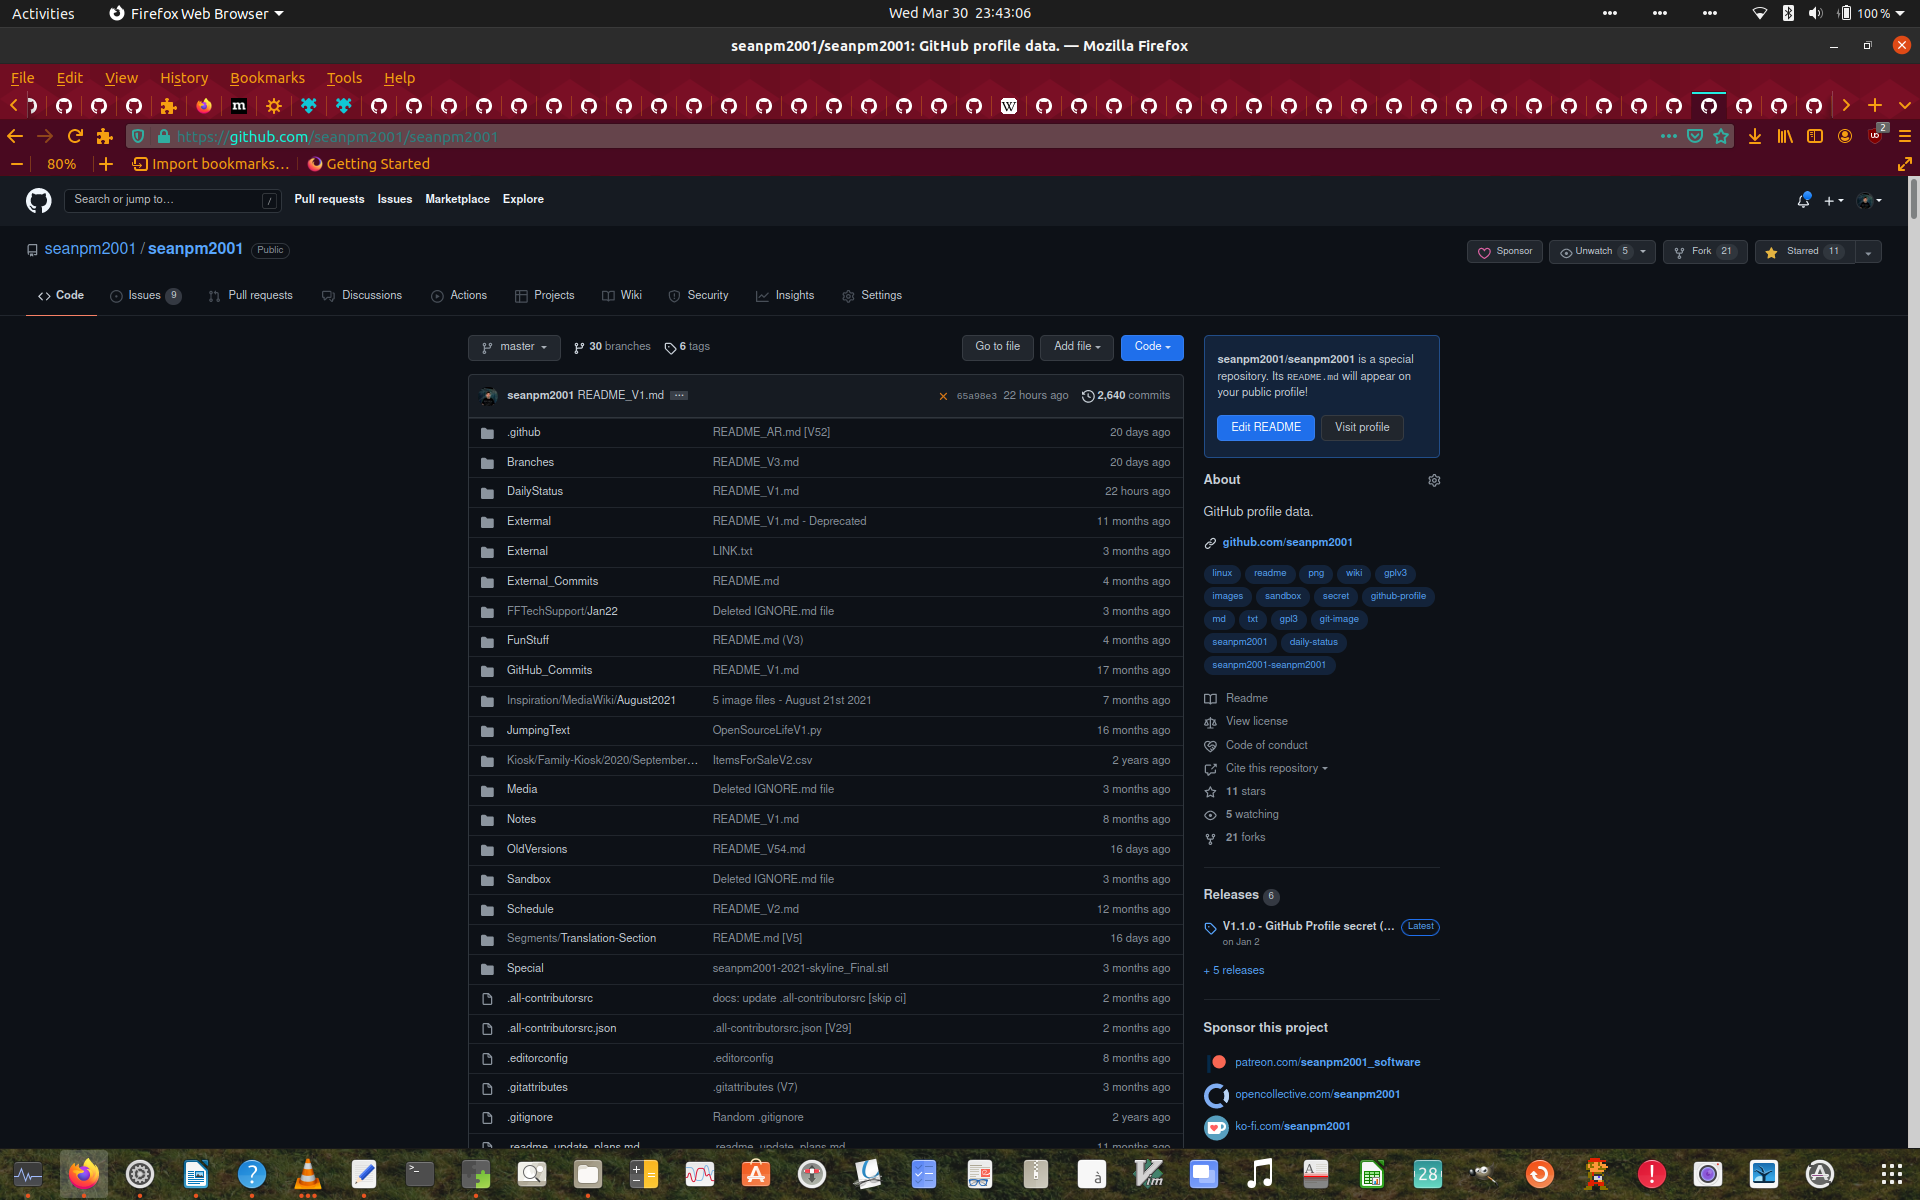 Activities
Firefox Web Browser
Wed Mar 30 23:43:06
100 %
seanpm2001/seanpm2001: GitHub profile data. — Mozilla Firefox
File Edit View History Bookmarks Tools Help
https://github.com/seanpm2001/seanpm2001
2
80%
Import bookmarks…
Getting Started
Search or jump to…
/
Pull requests Issues Marketplace Explore
seanpm2001 / seanpm2001 Public
Sponsor
Unwatch 5
Fork 21
Starred 11
Code
Issues 9
Pull requests
Discussions
Actions
Projects
Wiki
Security
Insights
Settings
master
30 branches
6 tags
Go to file
Add file
Code
seanpm2001 README_V1.md
65a98e3 22 hours ago
2,640 commits
.github README_AR.md [V52] 20 days ago
Branches README_V3.md 20 days ago
DailyStatus README_V1.md 22 hours ago
Extermal README_V1.md - Deprecated 11 months ago
External LINK.txt 3 months ago
External_Commits README.md 4 months ago
FFTechSupport/Jan22 Deleted IGNORE.md file 3 months ago
FunStuff README.md (V3) 4 months ago
GitHub_Commits README_V1.md 17 months ago
Inspiration/MediaWiki/August2021 5 image files - August 21st 2021 7 months ago
JumpingText OpenSourceLifeV1.py 16 months ago
Kiosk/Family-Kiosk/2020/September… ItemsForSaleV2.csv 2 years ago
Media Deleted IGNORE.md file 3 months ago
Notes README_V1.md 8 months ago
OldVersions README_V54.md 16 days ago
Sandbox Deleted IGNORE.md file 3 months ago
Schedule README_V2.md 12 months ago
Segments/Translation-Section README.md [V5] 16 days ago
Special seanpm2001-2021-skyline_Final.stl 3 months ago
.all-contributorsrc docs: update .all-contributorsrc [skip ci] 2 months ago
.all-contributorsrc.json .all-contributorsrc.json [V29] 2 months ago
.editorconfig .editorconfig 8 months ago
.gitattributes .gitattributes (V7) 3 months ago
.gitignore Random .gitignore 2 years ago
.readme_update_plans.md .readme_update_plans.md 11 months ago
seanpm2001/seanpm2001 is a special
repository. Its README.md will appear on
your public profile!
Edit README
Visit profile
About
GitHub profile data.
github.com/seanpm2001
linux readme png wiki gplv3
images sandbox secret github-profile
md txt gpl3 git-image
seanpm2001 daily-status
seanpm2001-seanpm2001
Readme
View license
Code of conduct
Cite this repository
11 stars
5 watching
21 forks
Releases 6
V1.1.0 - GitHub Profile secret (… Latest
on Jan 2
+ 5 releases
Sponsor this project
patreon.com/seanpm2001_software
opencollective.com/seanpm2001
ko-fi.com/seanpm2001
28